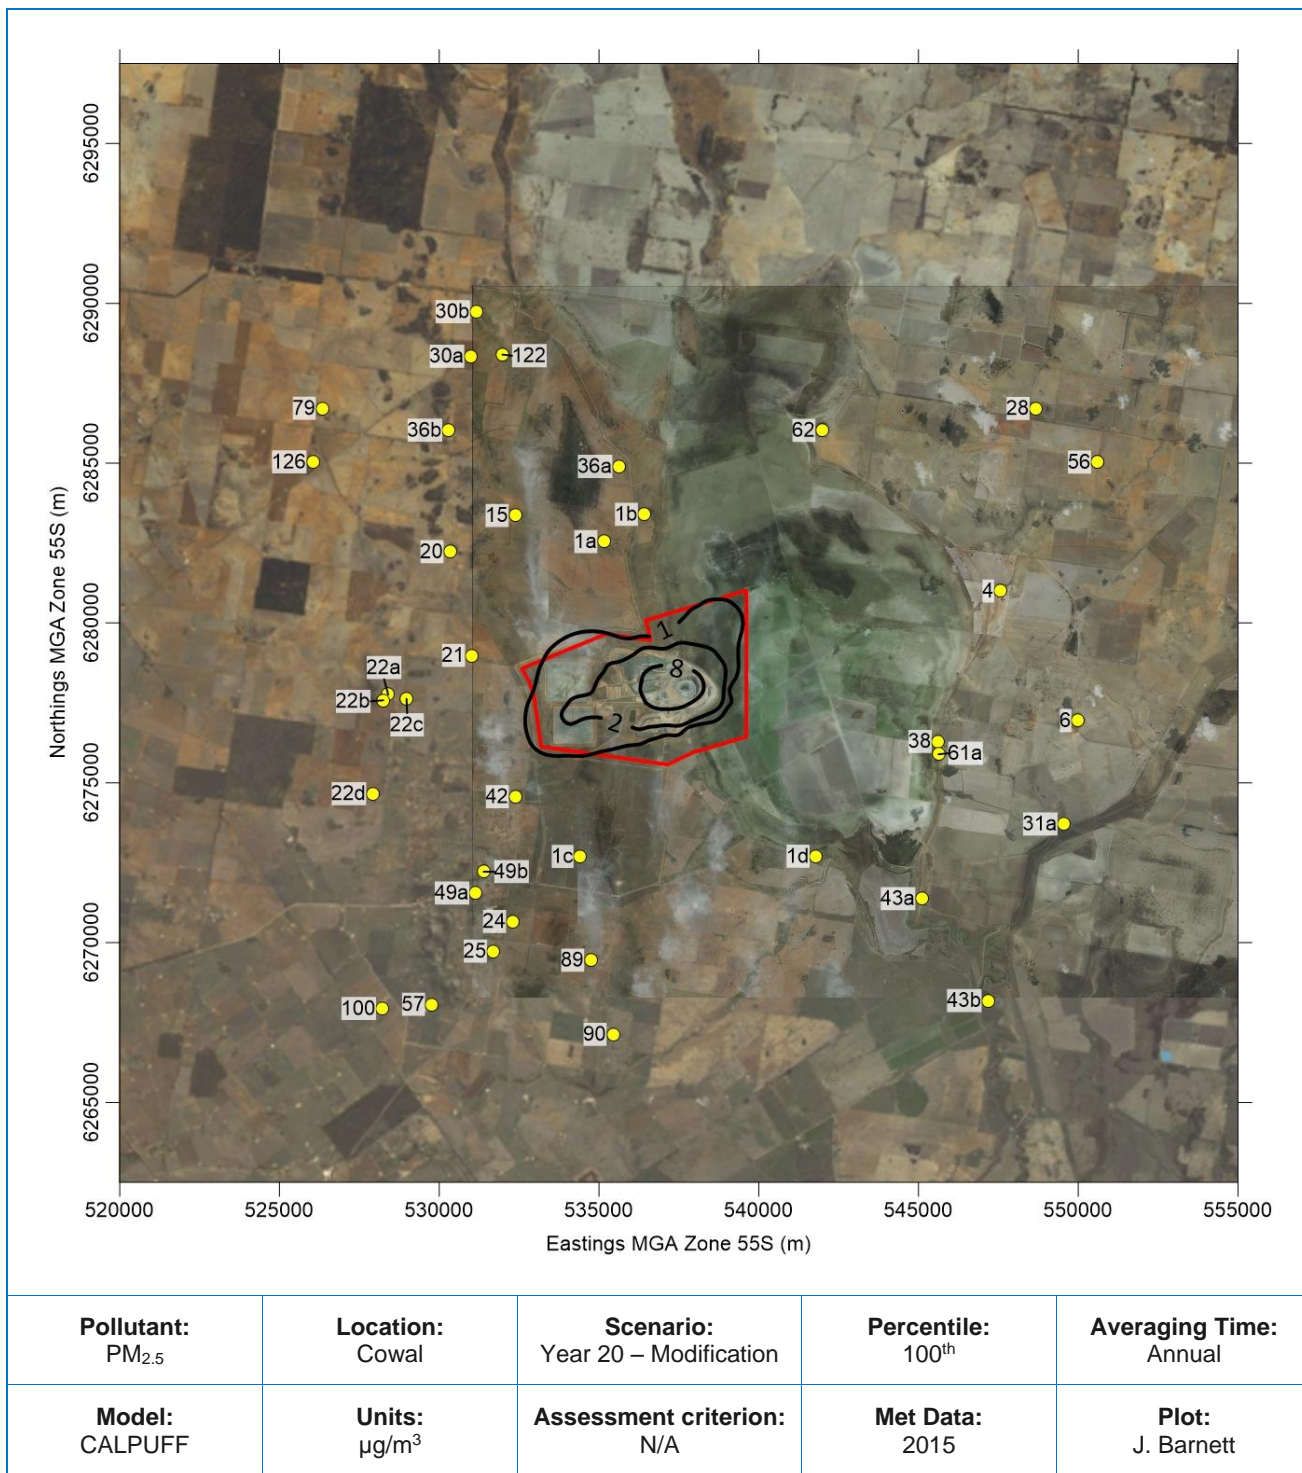 6295000
6290000
6285000
6280000
6275000
6270000
6265000
Northings MGA Zone 55S (m)
30b
30a
122
79
36b
62
28
126
36a
56
15
1b
1a
20
4
1
21
22a
8
22b
22c
2
6
38
61a
22d
42
31a
1c
1d
49b
49a
43a
24
25
89
100
57
43b
90
520000 525000 530000 535000 540000 545000 550000 555000
Eastings MGA Zone 55S (m)
Pollutant: Location: Scenario: Percentile: Averaging Time:
PM2.5 Cowal Year 20 – Modification 100th Annual
Model: Units: Assessment criterion: Met Data: Plot:
CALPUFF µg/m³ N/A 2015 J. Barnett